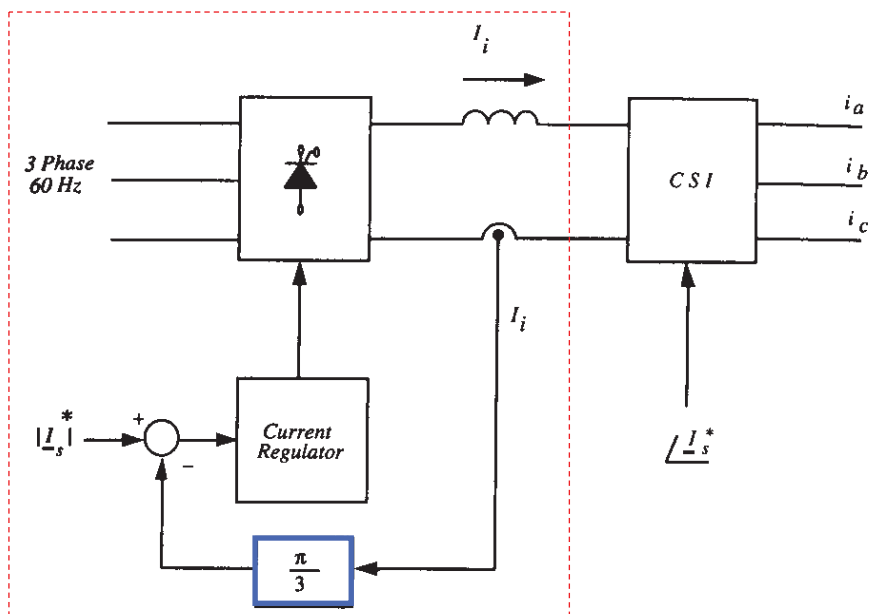 I_i
i_a
3 Phase
60 Hz
C S I
i_b
i_c
I_i
|I_s^*|
+
−
Current
Regulator
∠I_s^*
π
3